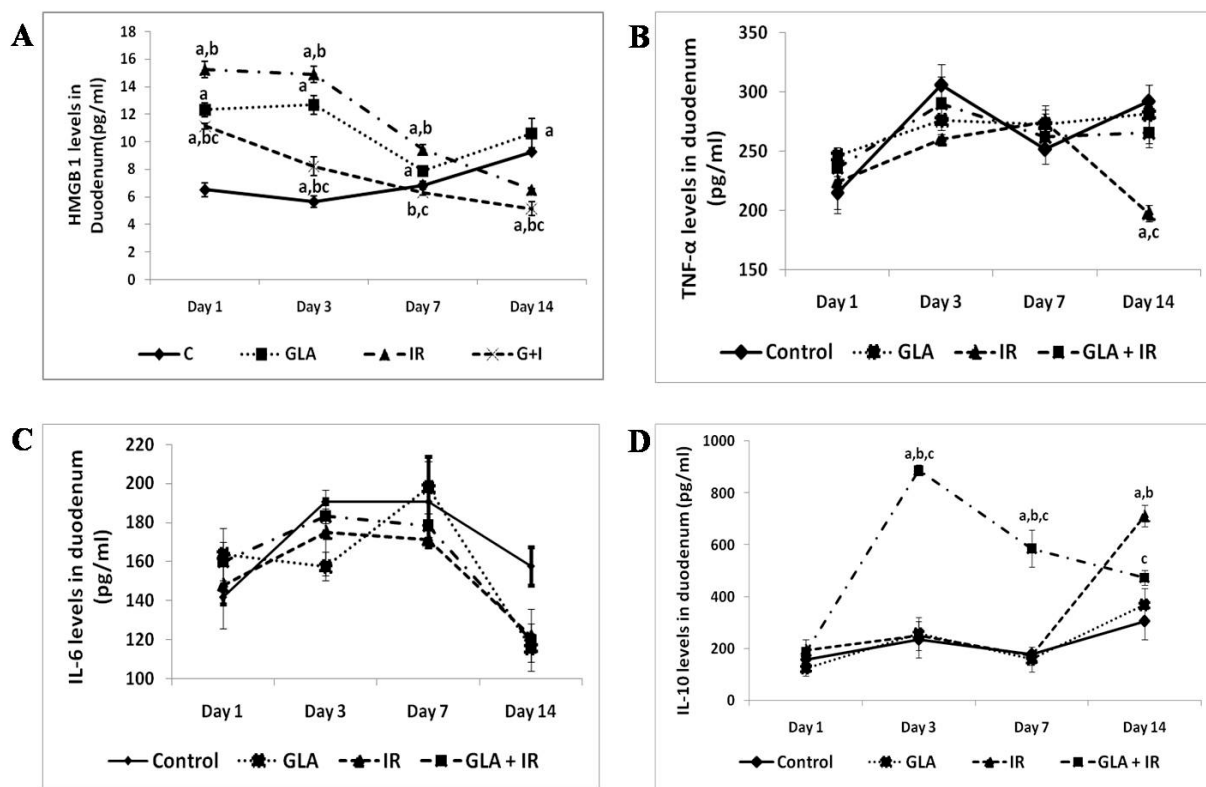 A
HMGB 1 levels in
Duodenum(pg/ml)
18
16
14
12
10
8
6
4
2
0
a,b
a,b
a
a
a,bc
a,b
a
a,bc
a
b,c
a,bc
Day 1 Day 3 Day 7 Day 14
C GLA IR G+I
B
TNF-α levels in duodenum
(pg/ml)
350
300
250
200
150
a,c
Day 1 Day 3 Day 7 Day 14
Control GLA IR GLA + IR
C
IL-6 levels in duodenum
(pg/ml)
220
200
180
160
140
120
100
Day 1 Day 3 Day 7 Day 14
Control GLA IR GLA + IR
D
IL-10 levels in duodenum (pg/ml)
1000
800
600
400
200
0
a,b,c
a,b,c
a,b
c
Day 1 Day 3 Day 7 Day 14
Control GLA IR GLA + IR